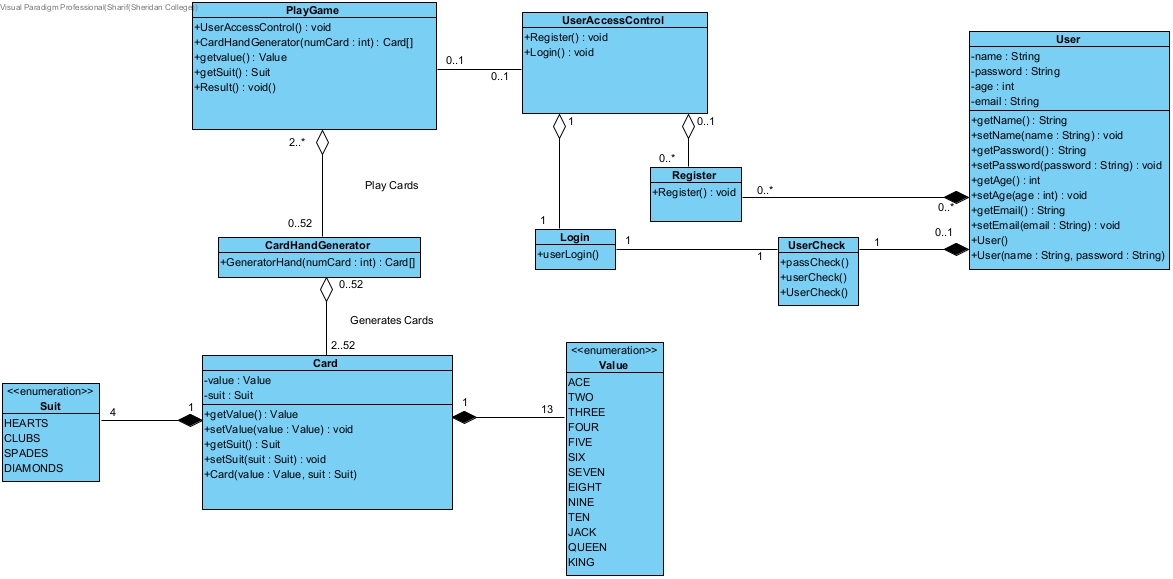 Visual Paradigm Professional(Sharif(Sheridan College))
PlayGame
+UserAccessControl() : void
+CardHandGenerator(numCard : int) : Card[]
+getvalue() : Value
+getSuit() : Suit
+Result() : void()
0..1
0..1
UserAccessControl
+Register() : void
+Login() : void
User
-name : String
-password : String
-age : int
-email : String
+getName() : String
+setName(name : String) : void
+getPassword() : String
+setPassword(password : String) : void
+getAge() : int
+setAge(age : int) : void
+getEmail() : String
+setEmail(email : String) : void
+User()
+User(name : String, password : String)
2..*
Play Cards
0..52
1
0..1
0..*
Register
+Register() : void
0..*
0..*
1
Login
+userLogin()
1
1
UserCheck
+passCheck()
+userCheck()
+UserCheck()
1
0..1
CardHandGenerator
+GeneratorHand(numCard : int) : Card[]
0..52
Generates Cards
2..52
Card
-value : Value
-suit : Suit
+getValue() : Value
+setValue(value : Value) : void
+getSuit() : Suit
+setSuit(suit : Suit) : void
+Card(value : Value, suit : Suit)
<<enumeration>>
Suit
HEARTS
CLUBS
SPADES
DIAMONDS
4
1
1
13
<<enumeration>>
Value
ACE
TWO
THREE
FOUR
FIVE
SIX
SEVEN
EIGHT
NINE
TEN
JACK
QUEEN
KING